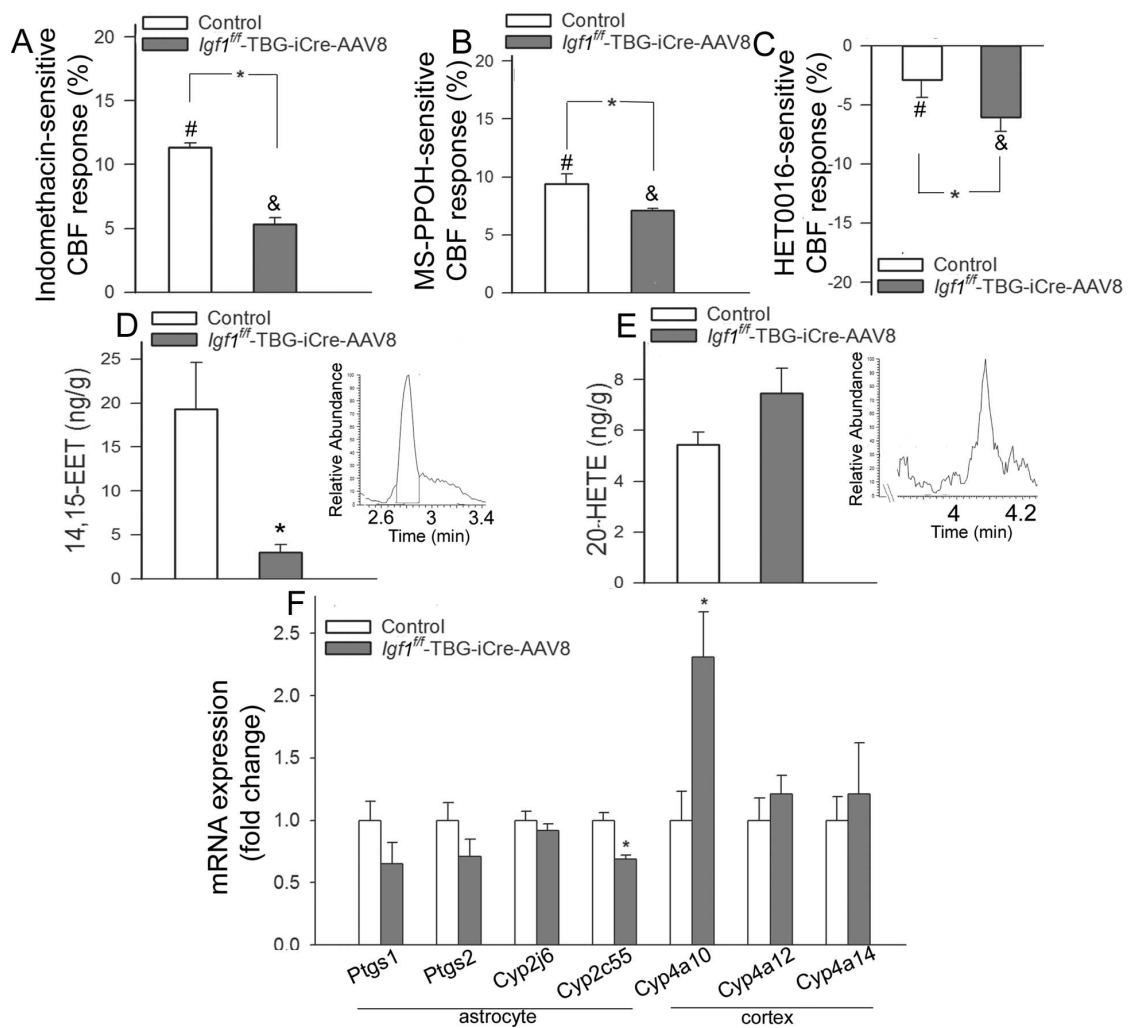 A
Control
Igf1f/f-TBG-iCre-AAV8
Indomethacin-sensitive
CBF response (%)
20
15
10
5
0
*
#
&
B
Control
Igf1f/f-TBG-iCre-AAV8
MS-PPOH-sensitive
CBF response (%)
20
15
10
5
0
*
#
&
C
HET0016-sensitive
CBF response (%)
0
-5
-10
-15
-20
#
&
*
Control
Igf1f/f-TBG-iCre-AAV8
D
Control
Igf1f/f-TBG-iCre-AAV8
14,15-EET (ng/g)
25
20
15
10
5
0
*
Relative Abundance
2.6 3 3.4
Time (min)
E
Control
Igf1f/f-TBG-iCre-AAV8
20-HETE (ng/g)
8
6
4
2
0
Relative Abundance
4 4.2
Time (min)
F
Control
Igf1f/f-TBG-iCre-AAV8
mRNA expression
(fold change)
2.5
2.0
1.5
1.0
0.5
0.0
*
*
Ptgs1 Ptgs2 Cyp2j6 Cyp2c55 Cyp4a10 Cyp4a12 Cyp4a14
astrocyte cortex